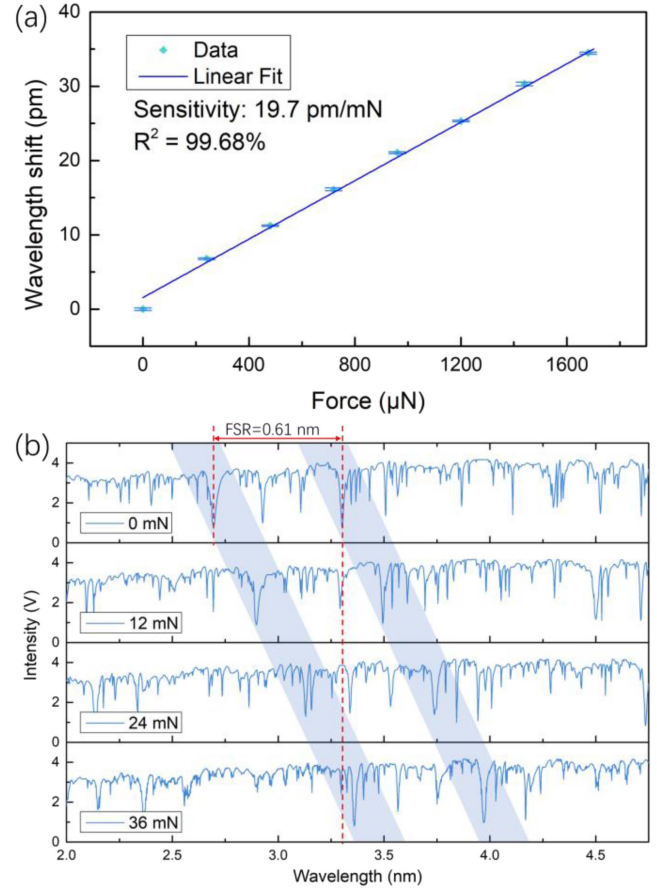 (a)
40
30
20
10
0
Wavelength shift (pm)
Data
Linear Fit
Sensitivity: 19.7 pm/mN
R² = 99.68%
0 400 800 1200 1600
Force (μN)
(b)
FSR=0.61 nm
4
2
0
0 mN
4
2
0
12 mN
4
2
0
24 mN
4
2
0
36 mN
Intensity (V)
2.0 2.5 3.0 3.5 4.0 4.5
Wavelength (nm)